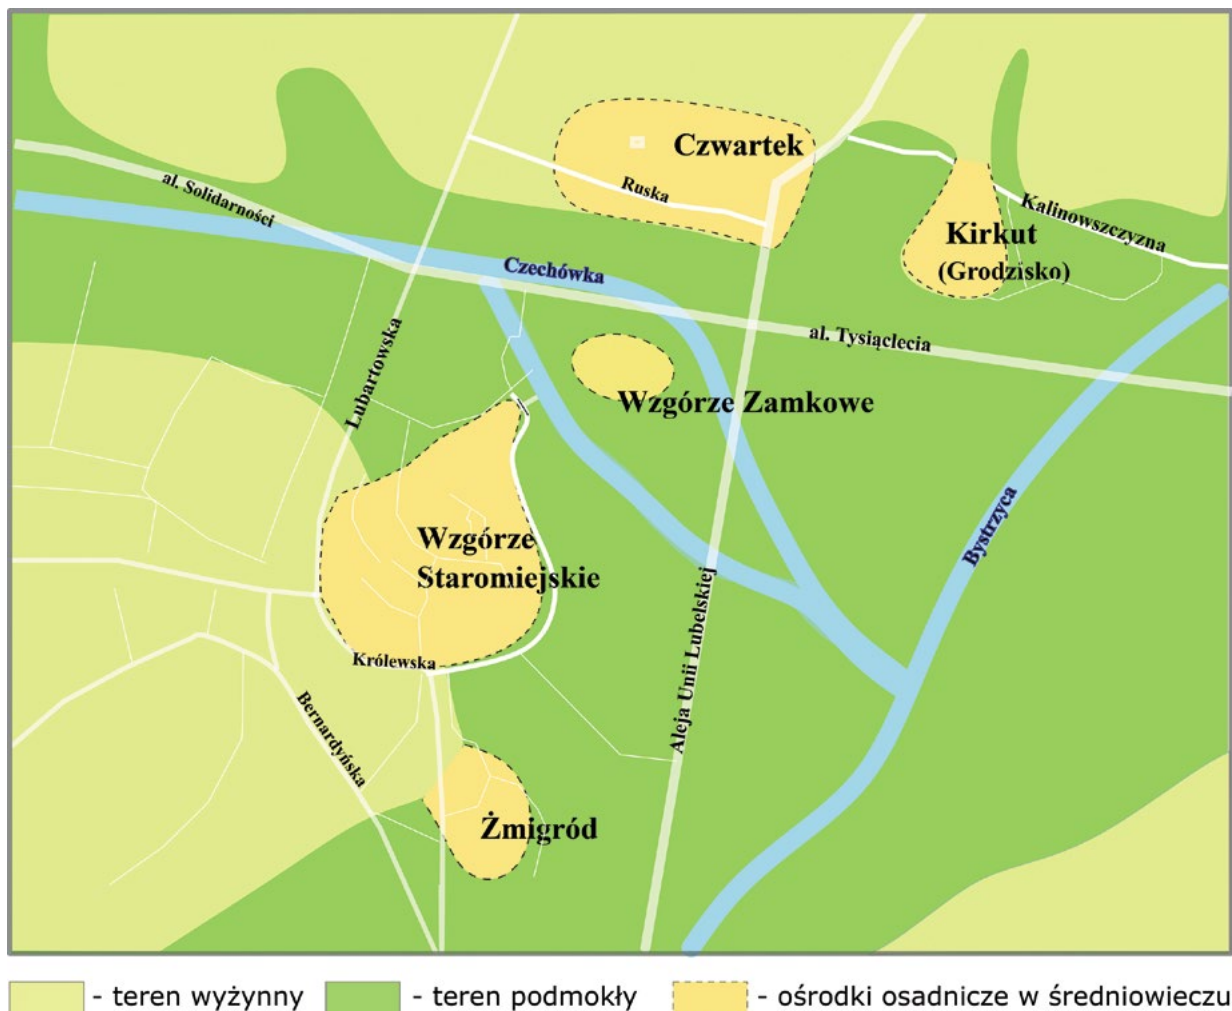 Czwartek
Ruska
Kalinowszczyzna
Kirkut
(Grodzisko)
al. Solidarności
Czechówka
al. Tysiąclecia
Lubartowska
Wzgórze Zamkowe
Bystrzyca
Wzgórze
Staromiejskie
Aleja Unii Lubelskiej
Królewska
Bernardyńska
Żmigród
- teren wyżynny
- teren podmokły
- ośrodki osadnicze w średniowieczu